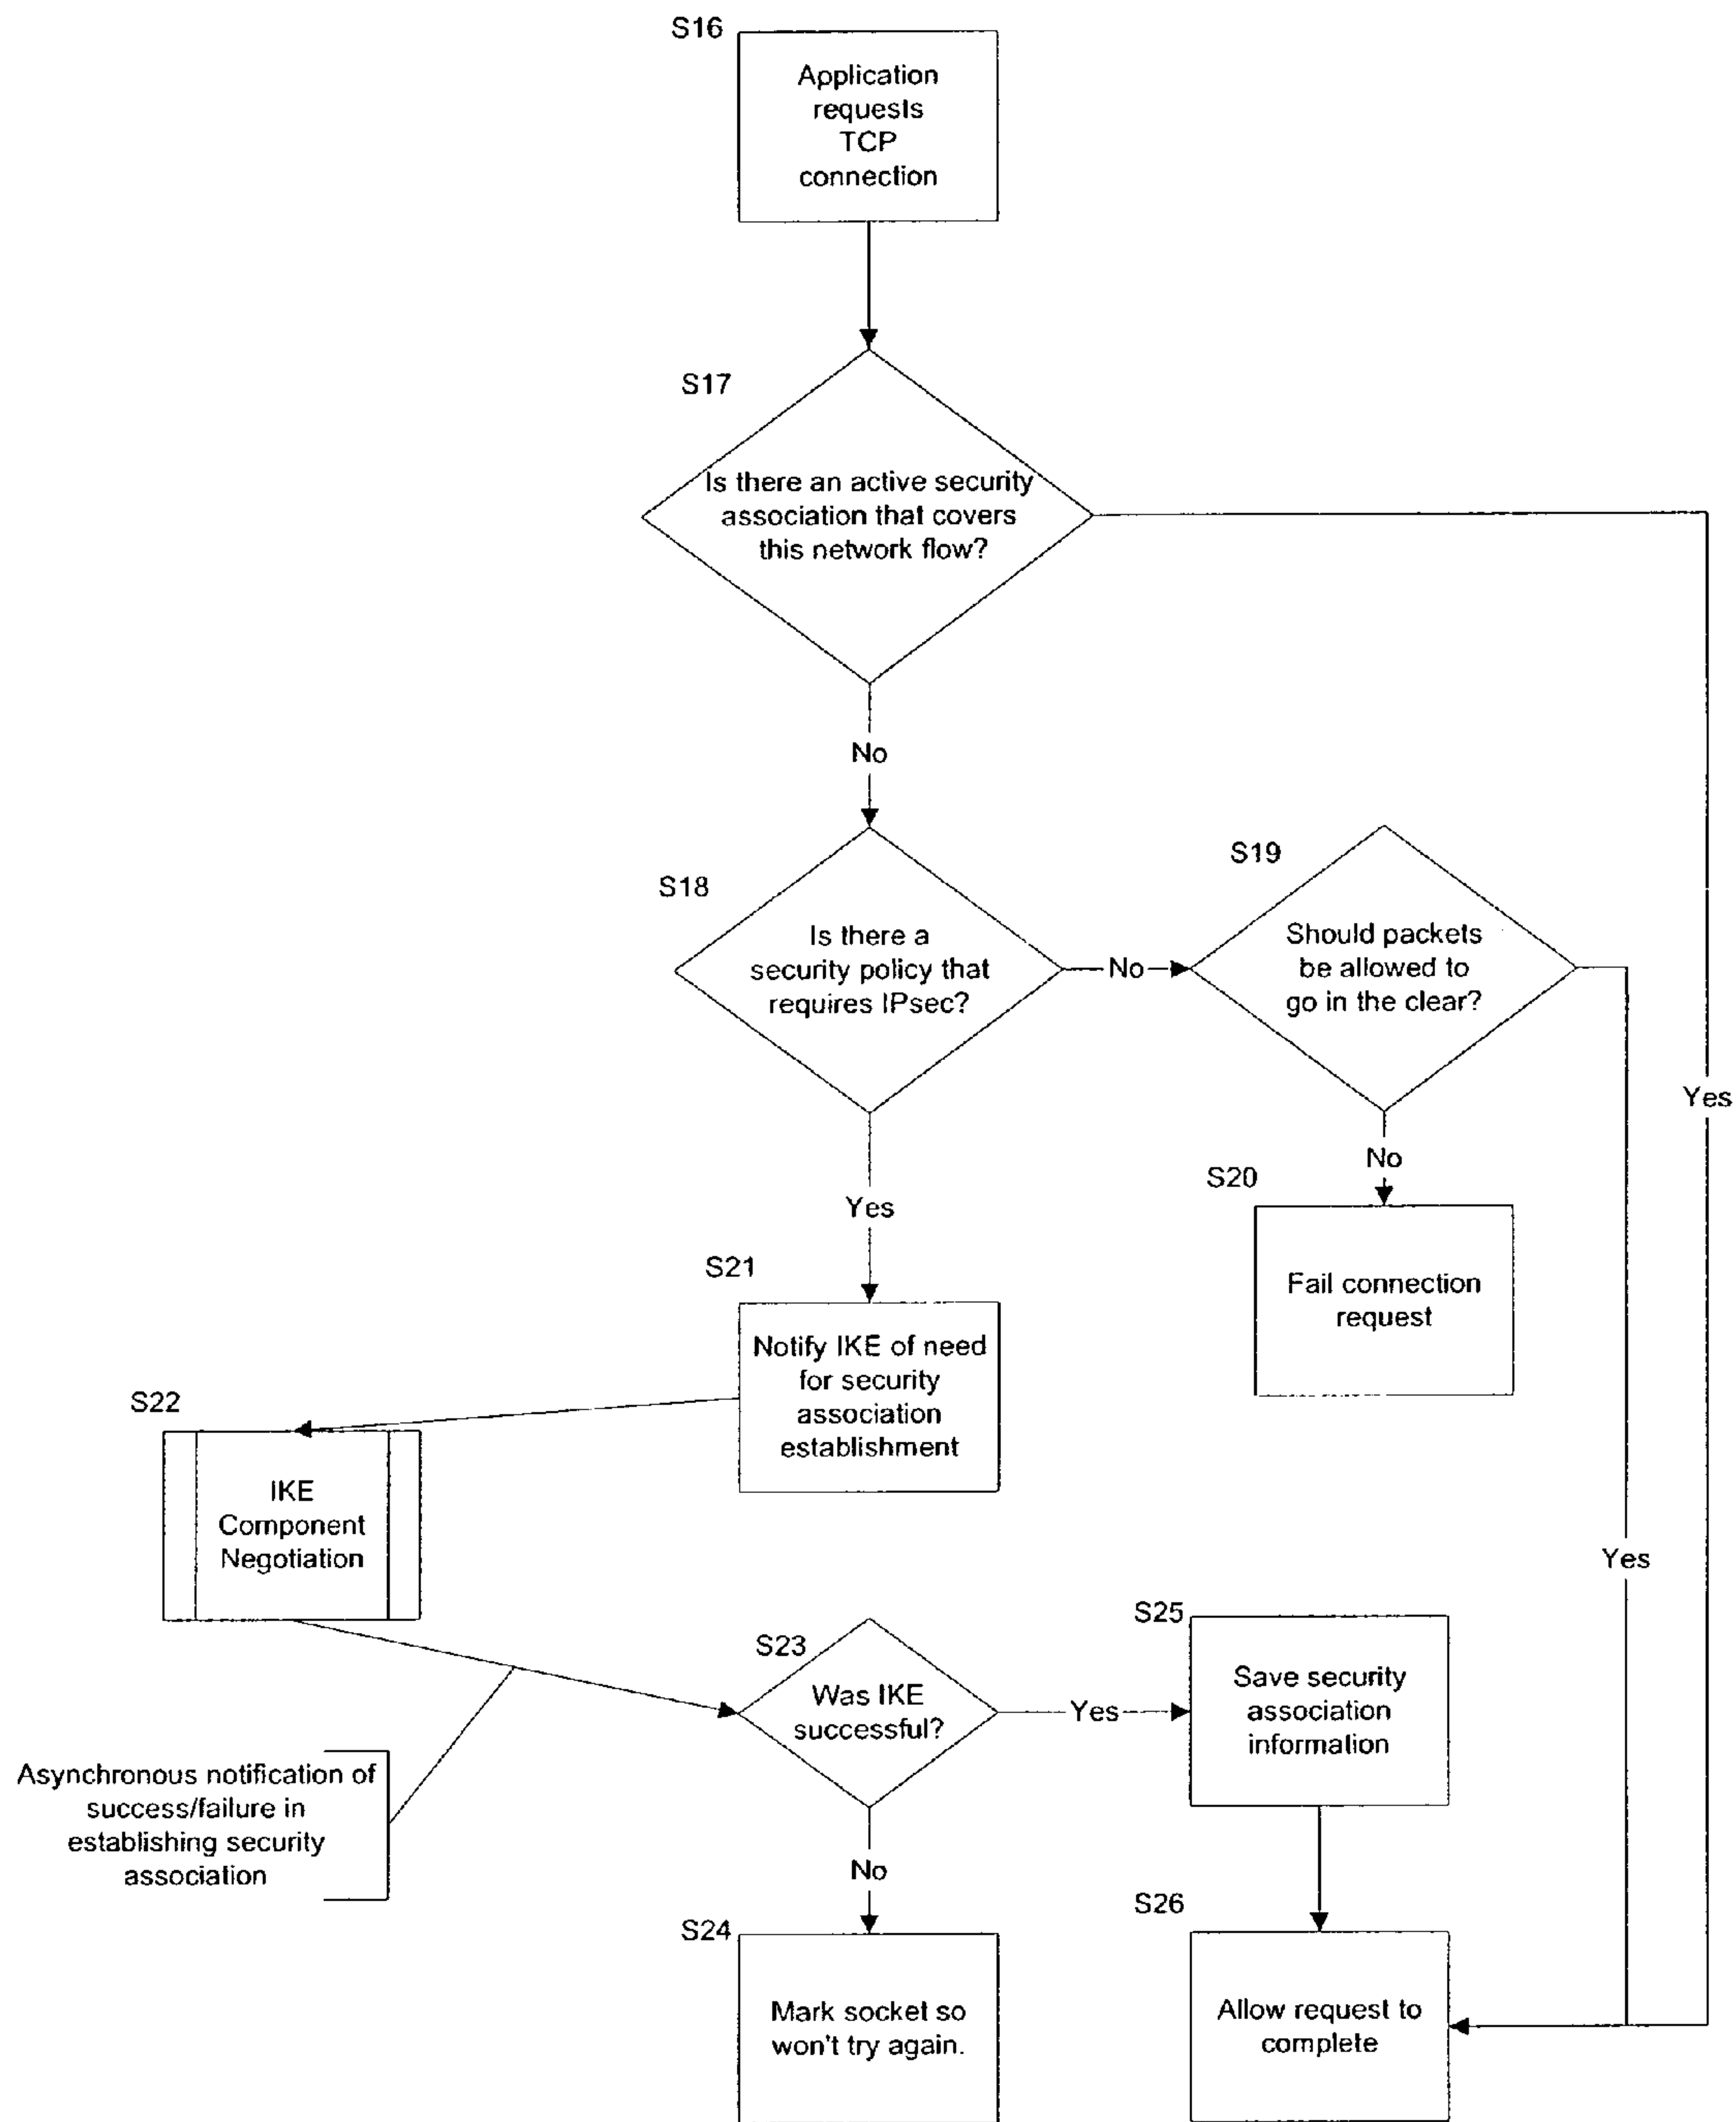 S16
Application
requests
TCP
connection
S17
Is there an active security
association that covers
this network flow?
No
Yes
S18
Is there a
security policy that
requires IPsec?
No
S19
Should packets
be allowed to
go in the clear?
Yes
No
S20
Fail connection
request
Yes
S21
Notify IKE of need
for security
association
establishment
S22
IKE
Component
Negotiation
Asynchronous notification of
success/failure in
establishing security
association
S23
Was IKE
successful?
Yes
S25
Save security
association
information
No
S24
Mark socket so
won't try again.
S26
Allow request to
complete